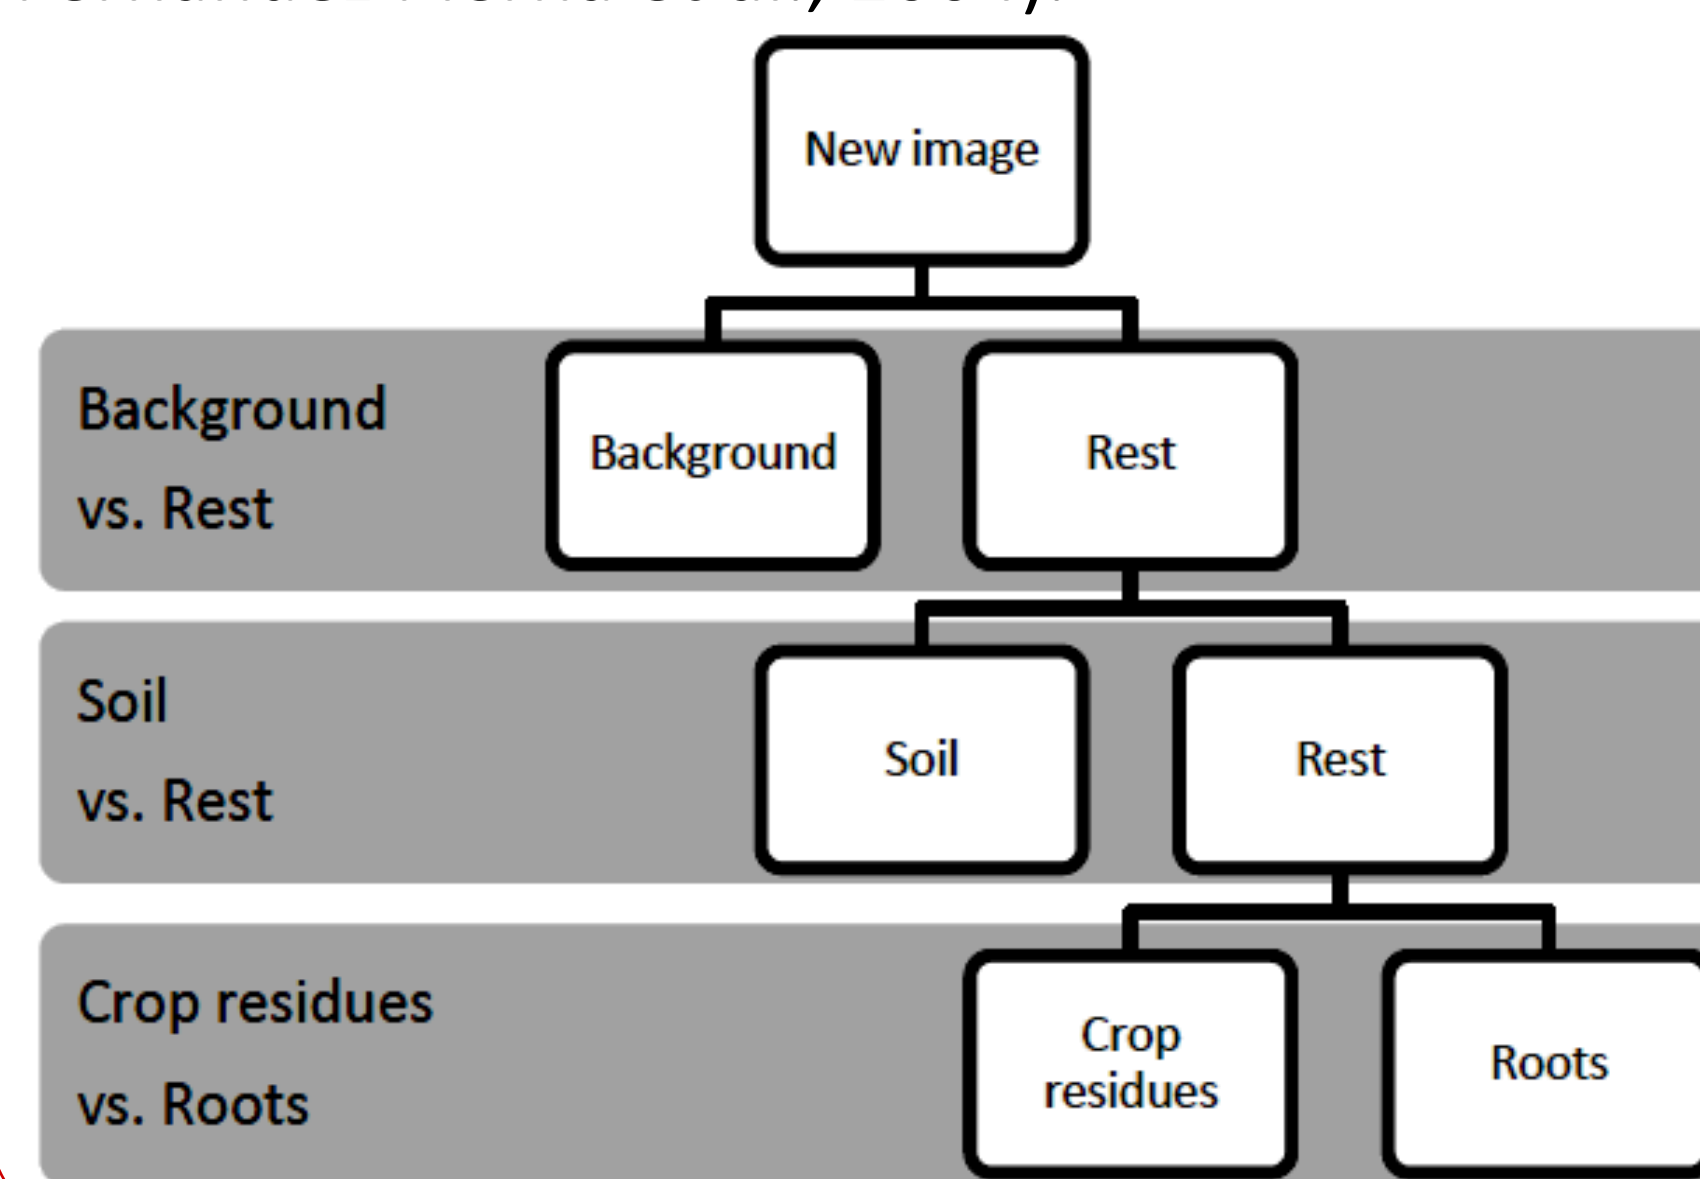 New image
Background
vs. Rest
Background
Rest
Soil
vs. Rest
Soil
Rest
Crop residues
vs. Roots
Crop
residues
Roots